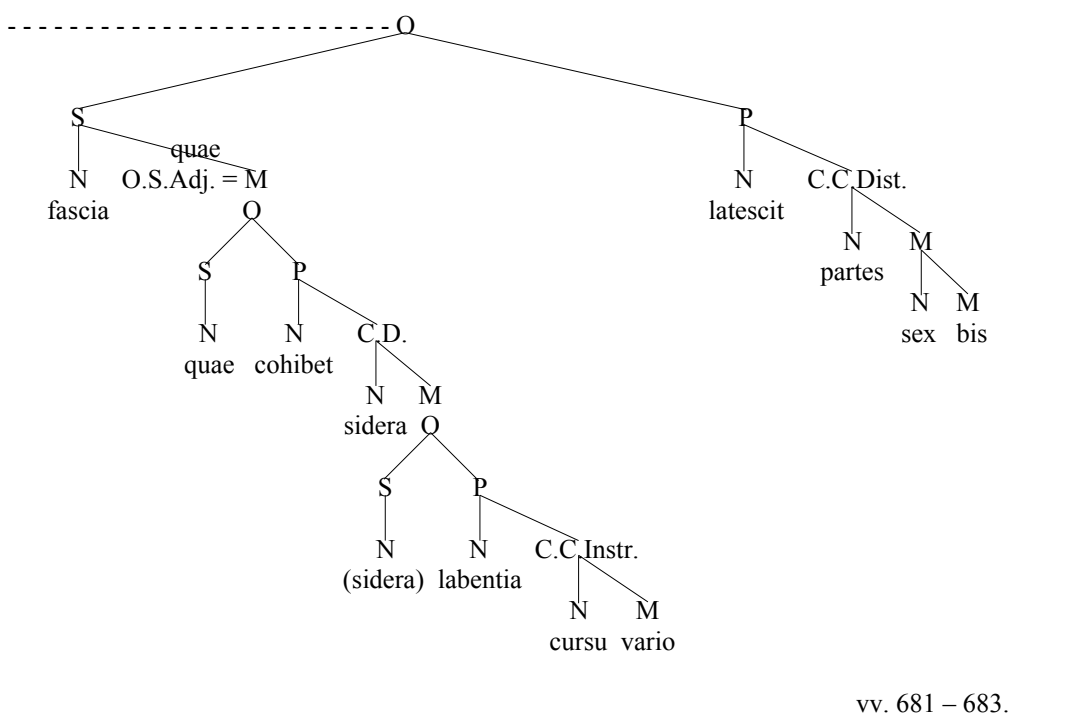 O
S P
quae
N O.S.Adj. = M N C.C.Dist.
fascia O latescit N M
S P partes N M
N N C.D. sex bis
quae cohibet N M
sidera O
S P
N N C.C.Instr.
(sidera) labentia N M
cursu vario
vv. 681 – 683.